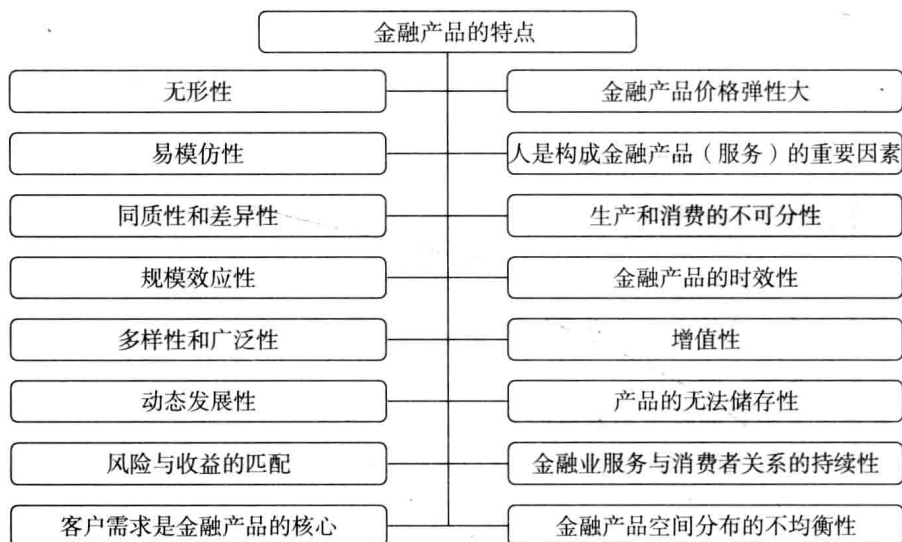 金融产品的特点
无形性
金融产品价格弹性大
易模仿性
人是构成金融产品（服务）的重要因素
同质性和差异性
生产和消费的不可分性
规模效应性
金融产品的时效性
多样性和广泛性
增值性
动态发展性
产品的无法储存性
风险与收益的匹配
金融业服务与消费者关系的持续性
客户需求是金融产品的核心
金融产品空间分布的不均衡性